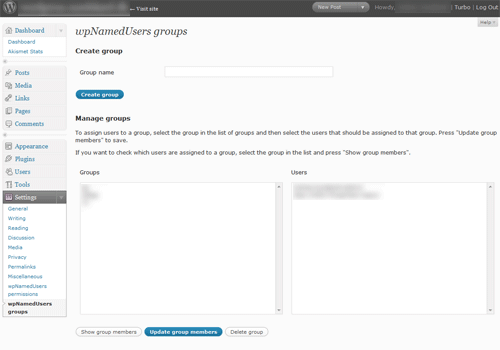 ← Visit site
New Post
Howdy,
| Turbo | Log Out
Help
Dashboard
Dashboard
Akismet Stats
Posts
Media
Links
Pages
Comments
Appearance
Plugins
Users
Tools
Settings
General
Writing
Reading
Discussion
Media
Privacy
Permalinks
Miscellaneous
wpNamedUsers
permissions
wpNamedUsers
groups
wpNamedUsers groups
Create group
Group name
Create group
Manage groups
To assign users to a group, select the group in the list of groups and then select the users that should be assigned to that group. Press "Update group
members" to save.
If you want to check which users are assigned to a group, select the group in the list and press "Show group members".
Groups
Users
Show group members
Update group members
Delete group